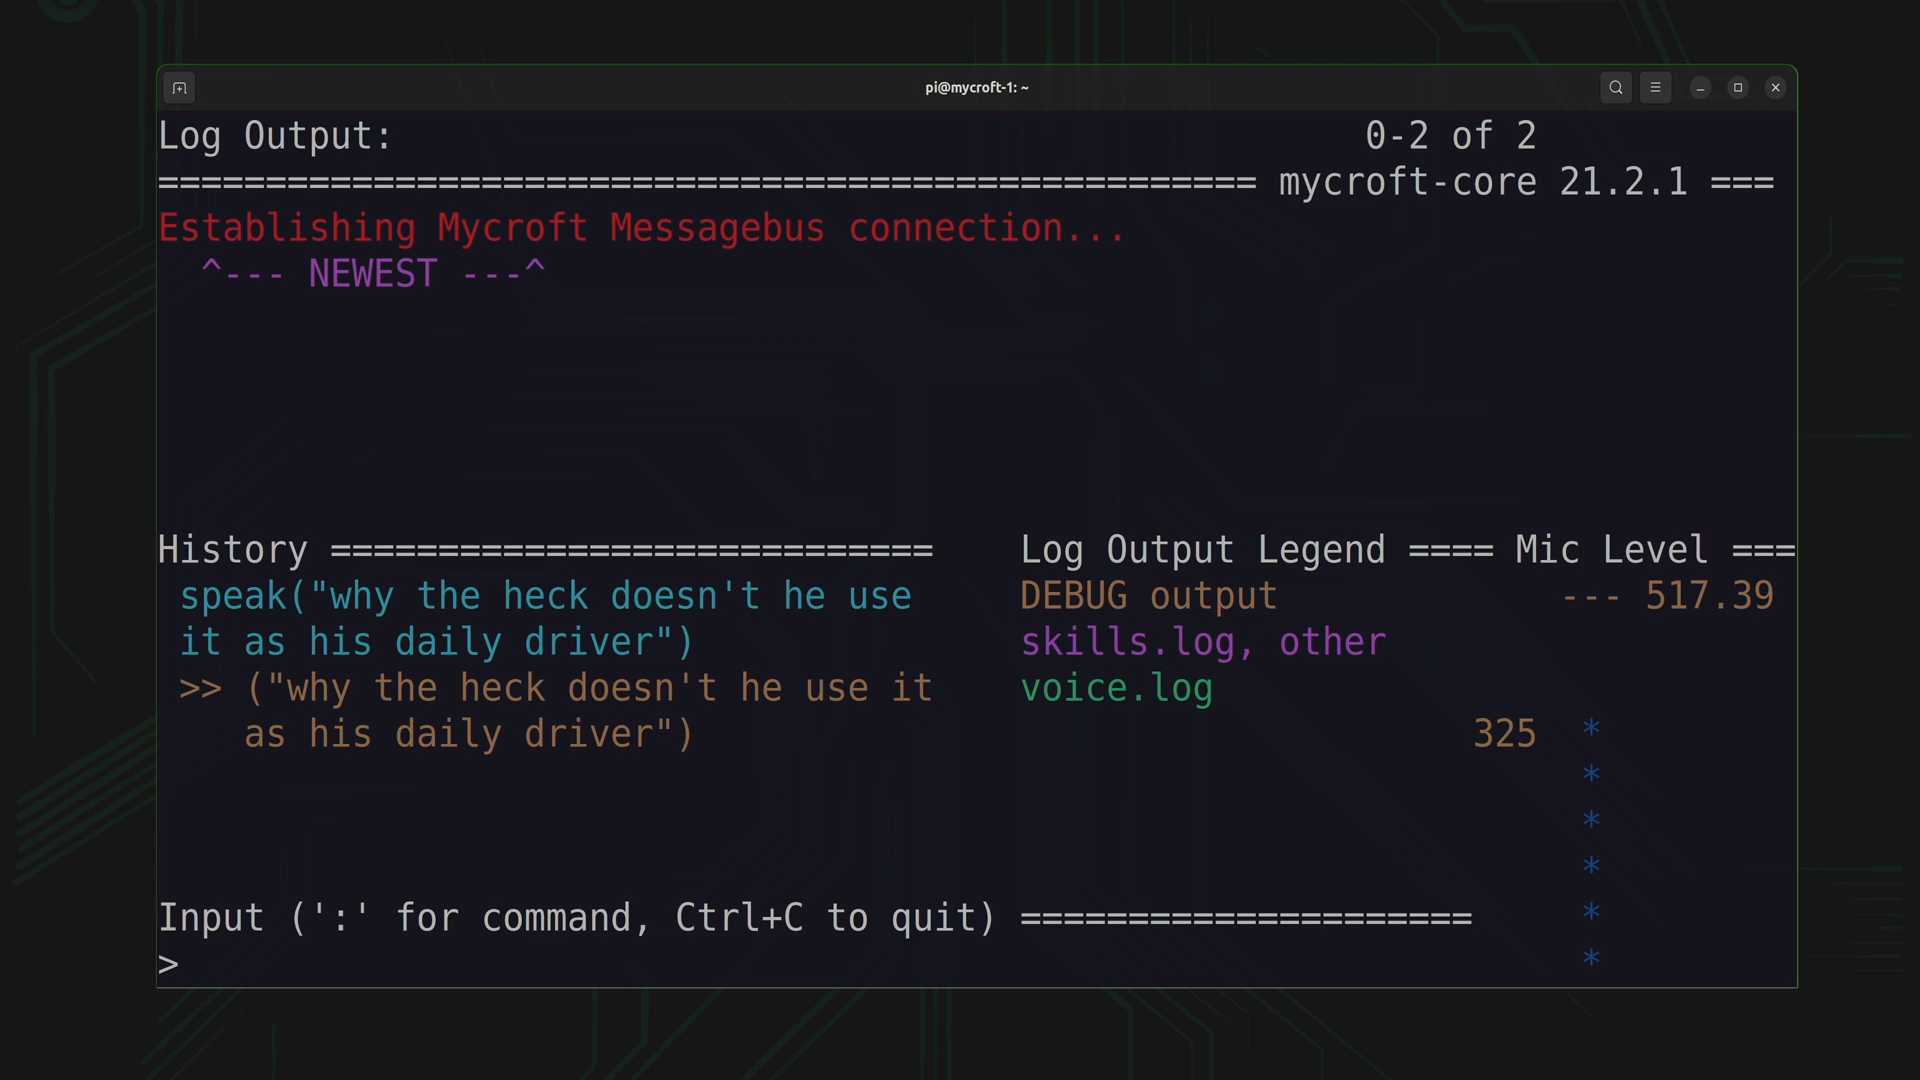 pi@mycroft-1: ~
Log Output: 0-2 of 2
=================================================== mycroft-core 21.2.1 ===
Establishing Mycroft Messagebus connection...
^--- NEWEST ---^
History ============================ Log Output Legend ==== Mic Level ===
speak("why the heck doesn't he use DEBUG output --- 517.39
it as his daily driver") skills.log, other
>> ("why the heck doesn't he use it voice.log
as his daily driver") 325 *
*
*
*
Input (':' for command, Ctrl+C to quit) ===================== *
> *